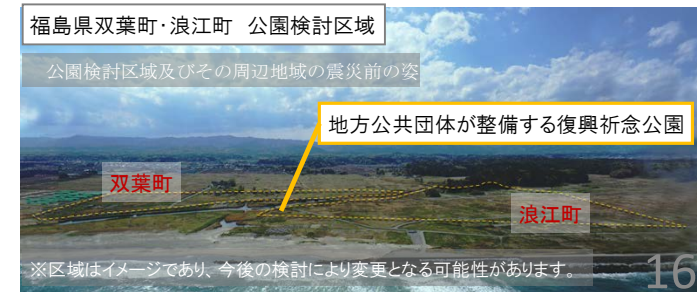 福島県双葉町・浪江町　公園検討区域
公園検討区域及びその周辺地域の震災前の姿
地方公共団体が整備する復興祈念公園
双葉町
浪江町
※区域はイメージであり、今後の検討により変更となる可能性があります。
16